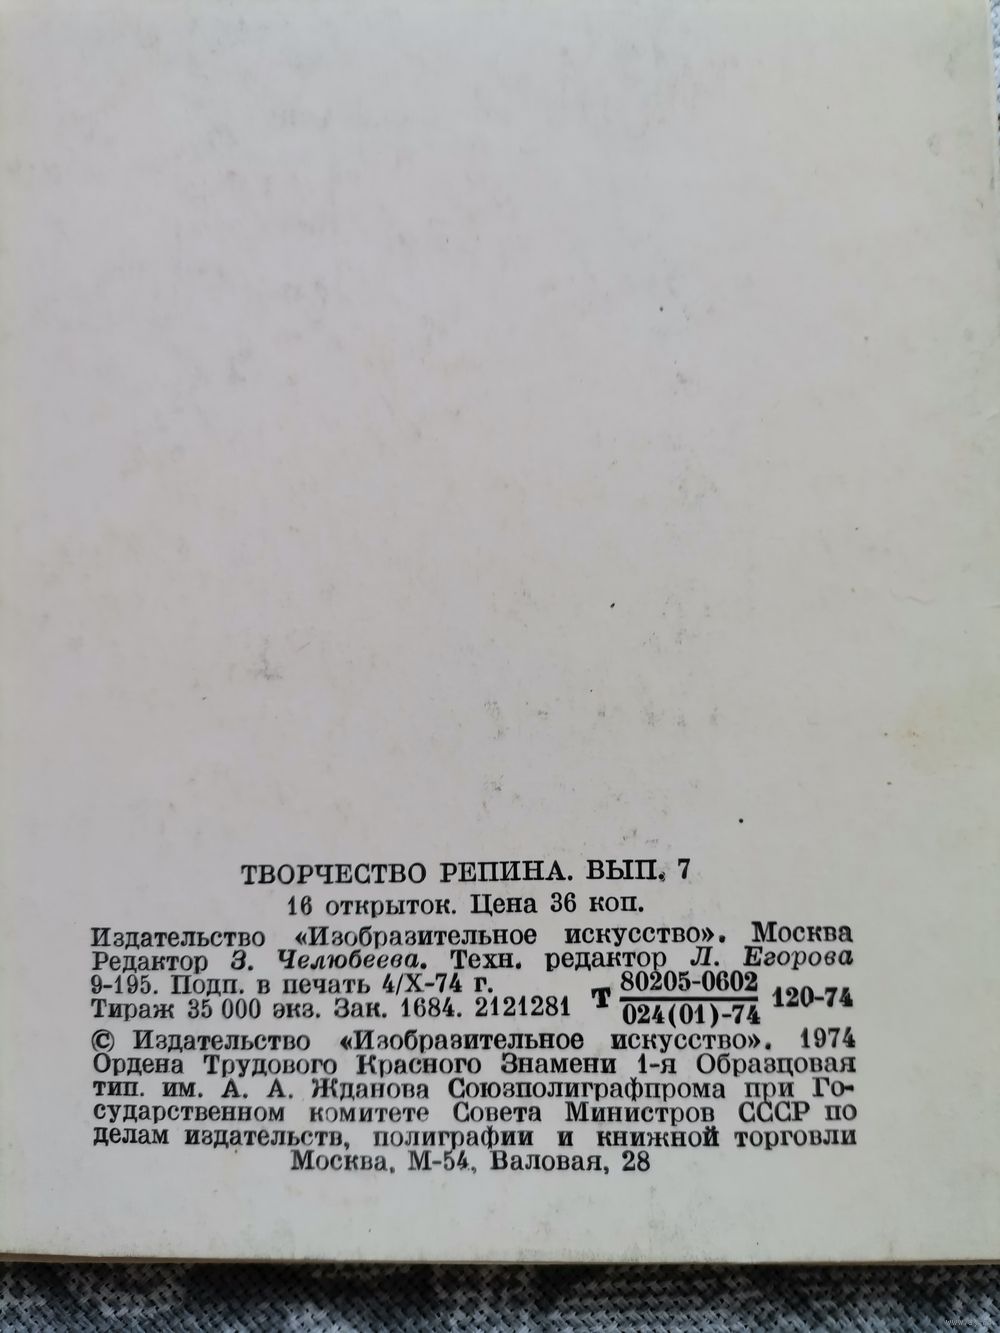 ТВОРЧЕСТВО РЕПИНА. ВЫП. 7
16 открыток. Цена 36 коп.
Издательство «Изобразительное искусство». Москва
Редактор З. Челюбеева. Техн. редактор Л. Егорова
9-195. Подп. в печать 4/X-74 г.
Тираж 35 000 экз. Зак. 1684. 2121281
Т 80205-0602
024(01)-74 120-74
© Издательство «Изобразительное искусство». 1974
Ордена Трудового Красного Знамени 1-я Образцовая
тип. им. А. А. Жданова Союзполиграфпрома при Го-
сударственном комитете Совета Министров СССР по
делам издательств, полиграфии и книжной торговли
Москва, М-54, Валовая, 28